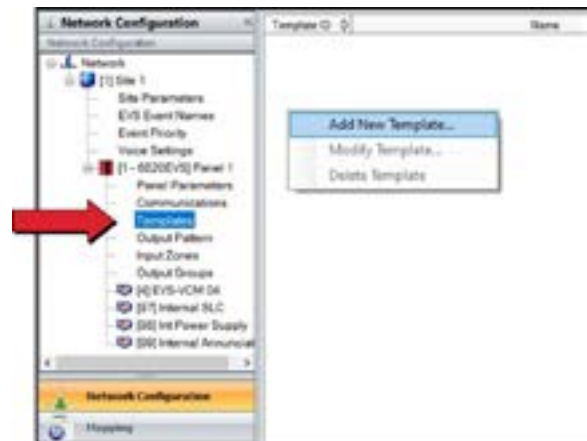 Network Configuration
Network Configuration
Network
[1] Site 1
Site Parameters
EVS Event Names
Event Priority
Voice Settings
[1 - 6820EVS] Panel 1
Panel Parameters
Communications
Templates
Output Pattern
Input Zones
Output Groups
[4] EVS-VCM 04
[97] Internal SLC
[98] Int Power Supply
[99] Internal Annunciat
Network Configuration
Mapping
Template ID
Name
Add New Template...
Modify Template...
Delete Template